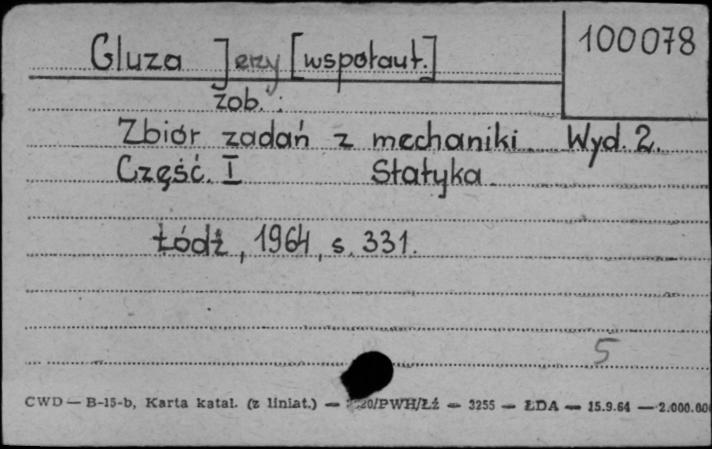 Gluza Jerzy [współaut.]
100078
zob.:
Zbiór zadań z mechaniki. Wyd. 2.
Część. I Statyka
Łódź, 1964, s. 331.
5
CWD — B-15-b, Karta katal. (z liniat.) — /PWH/Łż — 3255 — ŁDA — 15.9.64 — 2.000.00